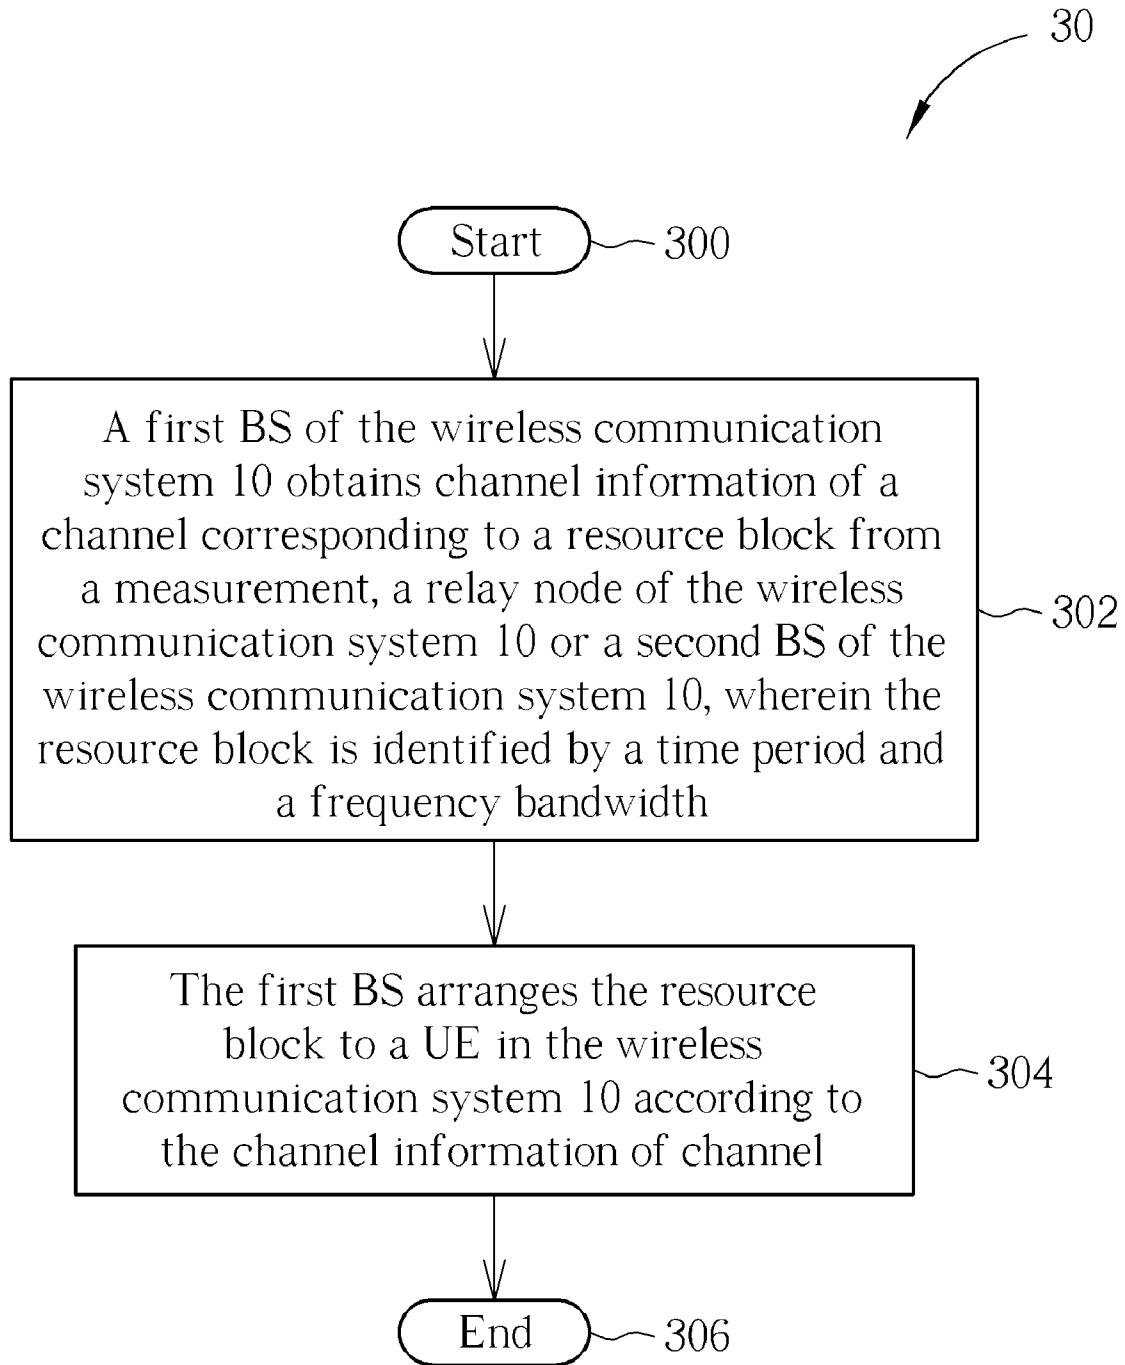 30
Start
300
A first BS of the wireless communication
system 10 obtains channel information of a
channel corresponding to a resource block from
a measurement, a relay node of the wireless
communication system 10 or a second BS of the
wireless communication system 10, wherein the
resource block is identified by a time period and
a frequency bandwidth
302
The first BS arranges the resource
block to a UE in the wireless
communication system 10 according to
the channel information of channel
304
End
306